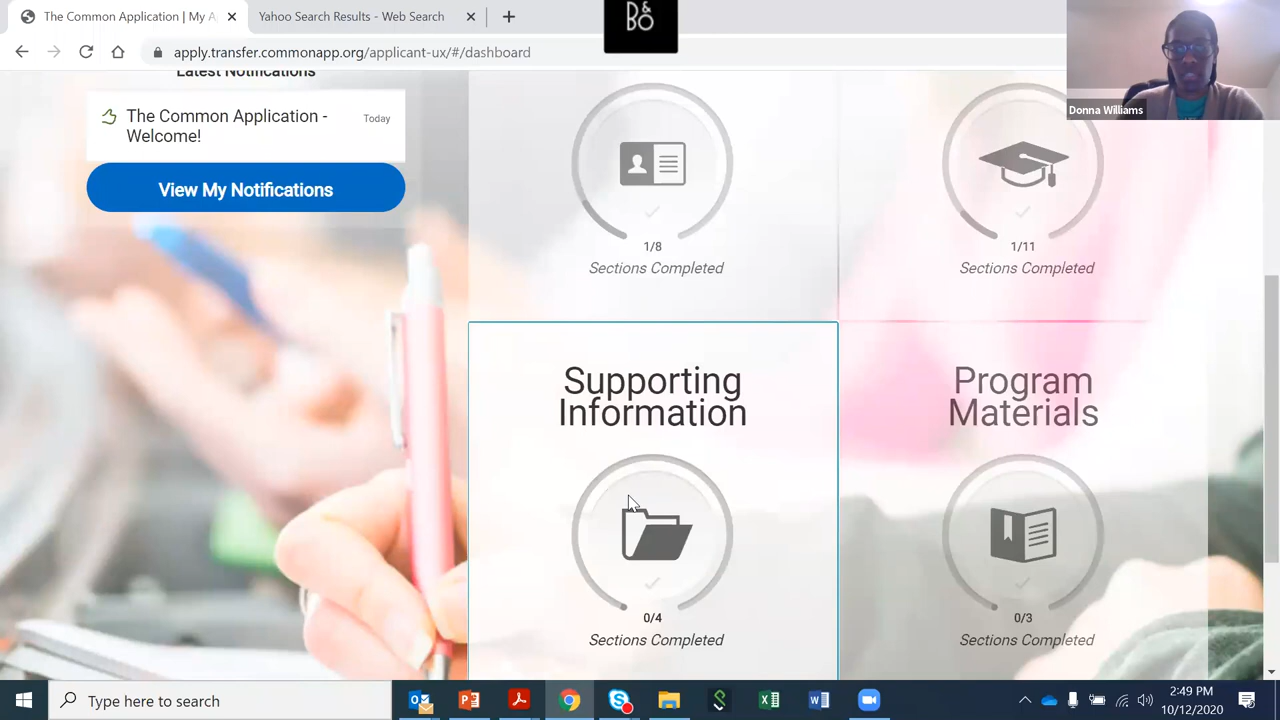 The Common Application | My A
Yahoo Search Results - Web Search
apply.transfer.commonapp.org/applicant-ux/#/dashboard
D&
BO
Donna Williams
Latest Notifications
The Common Application -
Welcome!
Today
View My Notifications
1/8
Sections Completed
1/11
Sections Completed
Supporting
Information
0/4
Sections Completed
Program
Materials
0/3
Sections Completed
Type here to search
2:49 PM
10/12/2020